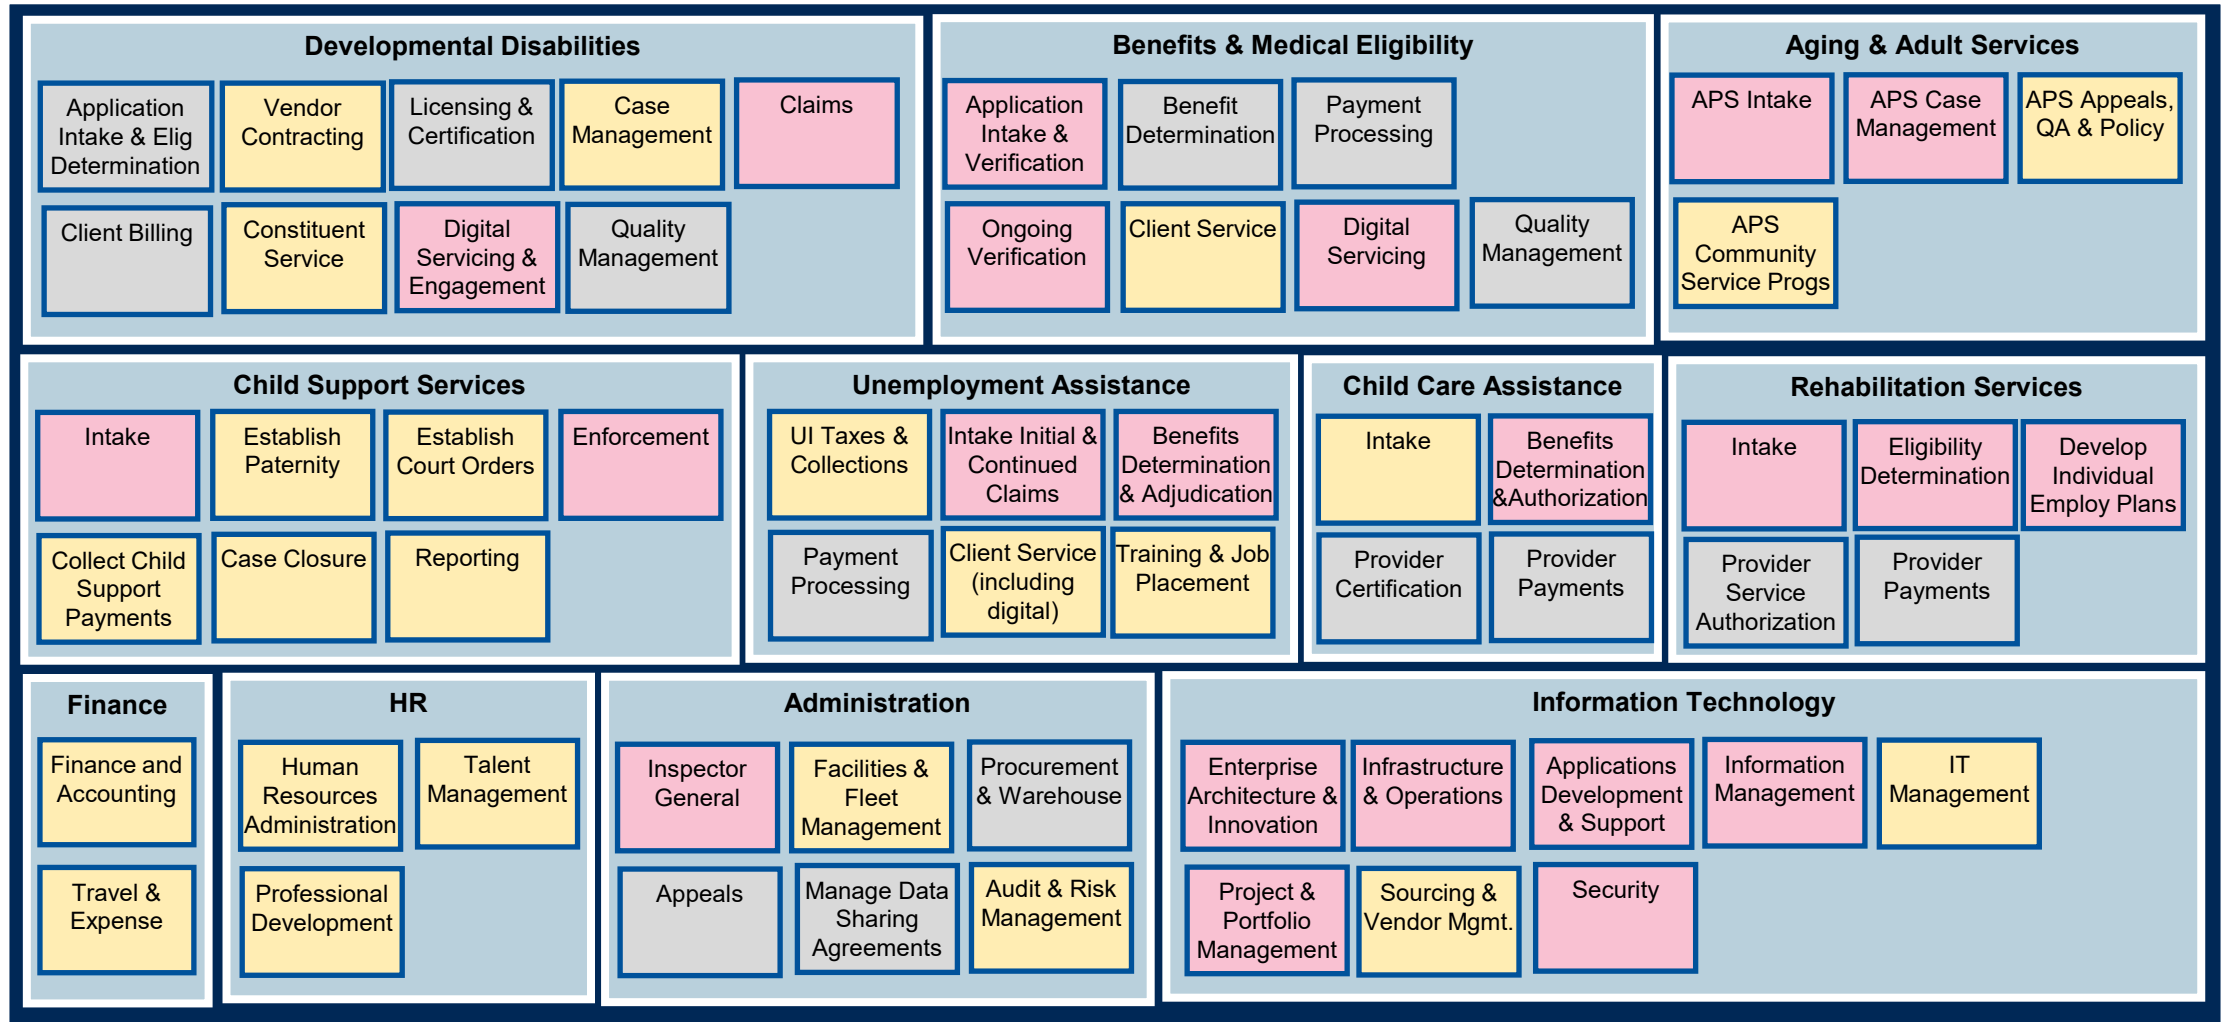 Developmental Disabilities
Application
Intake & Elig
Determination
Vendor
Contracting
Licensing &
Certification
Case
Management
Claims
Client Billing
Constituent
Service
Digital
Servicing &
Engagement
Quality
Management
Benefits & Medical Eligibility
Application
Intake &
Verification
Benefit
Determination
Payment
Processing
Ongoing
Verification
Client Service
Digital
Servicing
Quality
Management
Aging & Adult Services
APS Intake
APS Case
Management
APS Appeals,
QA & Policy
APS
Community
Service Progs
Child Support Services
Intake
Establish
Paternity
Establish
Court Orders
Enforcement
Collect Child
Support
Payments
Case Closure
Reporting
Unemployment Assistance
UI Taxes &
Collections
Intake Initial &
Continued
Claims
Benefits
Determination
& Adjudication
Payment
Processing
Client Service
(including
digital)
Training & Job
Placement
Child Care Assistance
Intake
Benefits
Determination
&Authorization
Provider
Certification
Provider
Payments
Rehabilitation Services
Intake
Eligibility
Determination
Develop
Individual
Employ Plans
Provider
Service
Authorization
Provider
Payments
Finance
Finance and
Accounting
Travel &
Expense
HR
Human
Resources
Administration
Talent
Management
Professional
Development
Administration
Inspector
General
Facilities &
Fleet
Management
Procurement
& Warehouse
Appeals
Manage Data
Sharing
Agreements
Audit & Risk
Management
Information Technology
Enterprise
Architecture &
Innovation
Infrastructure
& Operations
Applications
Development
& Support
Information
Management
IT
Management
Project &
Portfolio
Management
Sourcing &
Vendor Mgmt.
Security